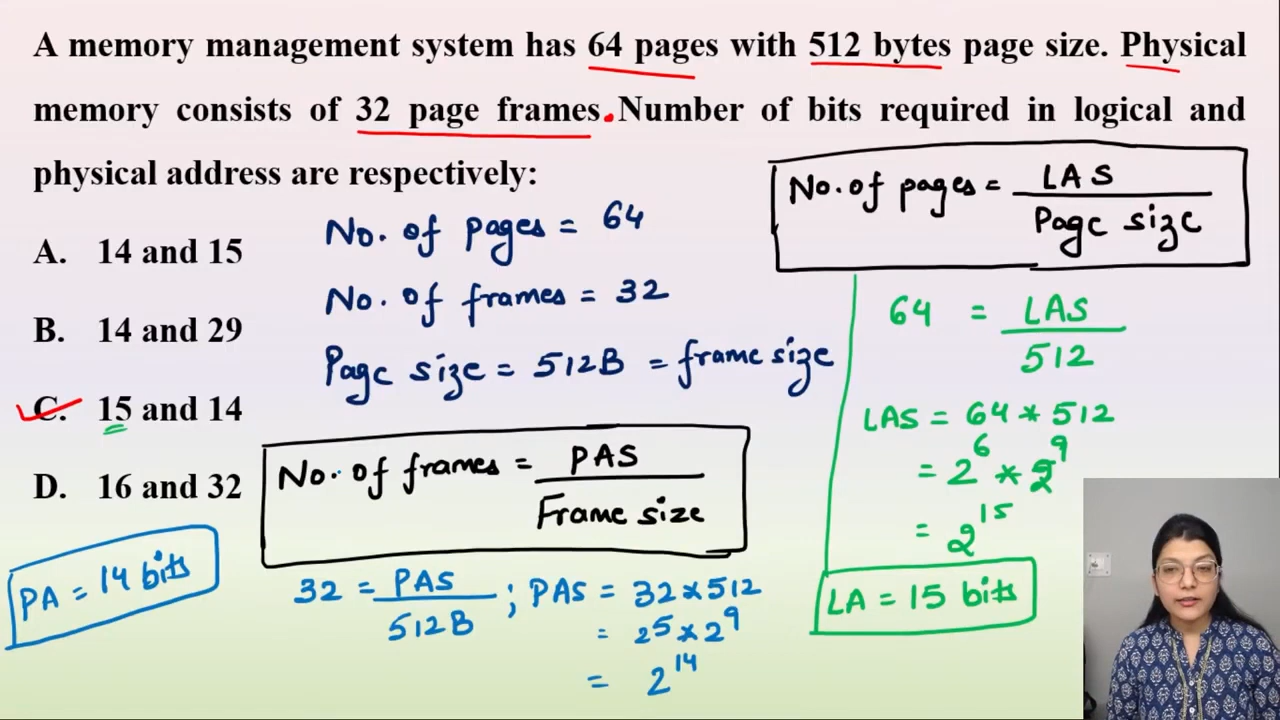 A memory management system has 64 pages with 512 bytes page size. Physical
memory consists of 32 page frames. Number of bits required in logical and
physical address are respectively:
A. 14 and 15
B. 14 and 29
C. 15 and 14
D. 16 and 32
No. of pages = 64
No. of frames = 32
Page size = 512B = frame size
No. of pages = LAS / Page size
64 = LAS / 512
LAS = 64 * 512
= 2^6 * 2^9
= 2^15
LA = 15 bits
No. of frames = PAS / Frame size
32 = PAS / 512B ; PAS = 32 * 512
= 2^5 * 2^9
= 2^14
PA = 14 bits